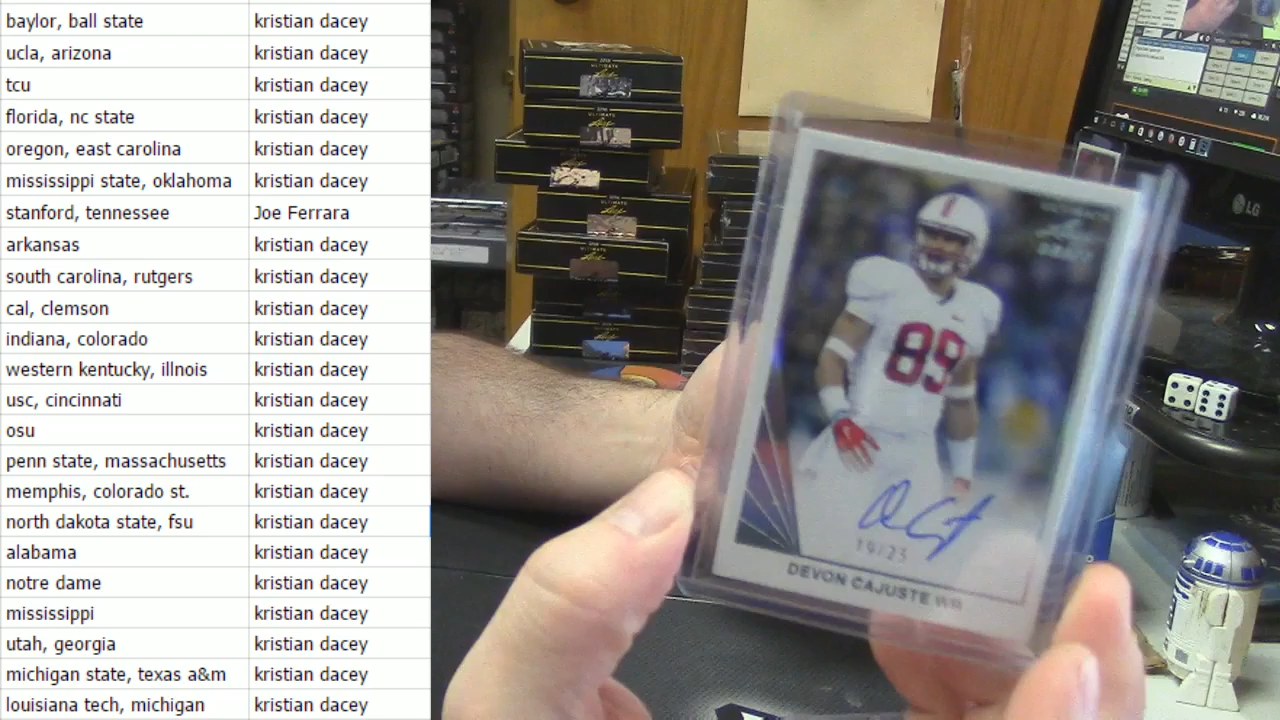 baylor, ball state kristian dacey
ucla, arizona kristian dacey
tcu kristian dacey
florida, nc state kristian dacey
oregon, east carolina kristian dacey
mississippi state, oklahoma kristian dacey
stanford, tennessee Joe Ferrara
arkansas kristian dacey
south carolina, rutgers kristian dacey
cal, clemson kristian dacey
indiana, colorado kristian dacey
western kentucky, illnois kristian dacey
usc, cincinnati kristian dacey
osu kristian dacey
penn state, massachusetts kristian dacey
memphis, colorado st. kristian dacey
north dakota state, fsu kristian dacey
alabama kristian dacey
notre dame kristian dacey
mississippi kristian dacey
utah, georgia kristian dacey
michigan state, texas a&m kristian dacey
louisiana tech, michigan kristian dacey
89
19/25
DEVON CAJUSTE WR
LG